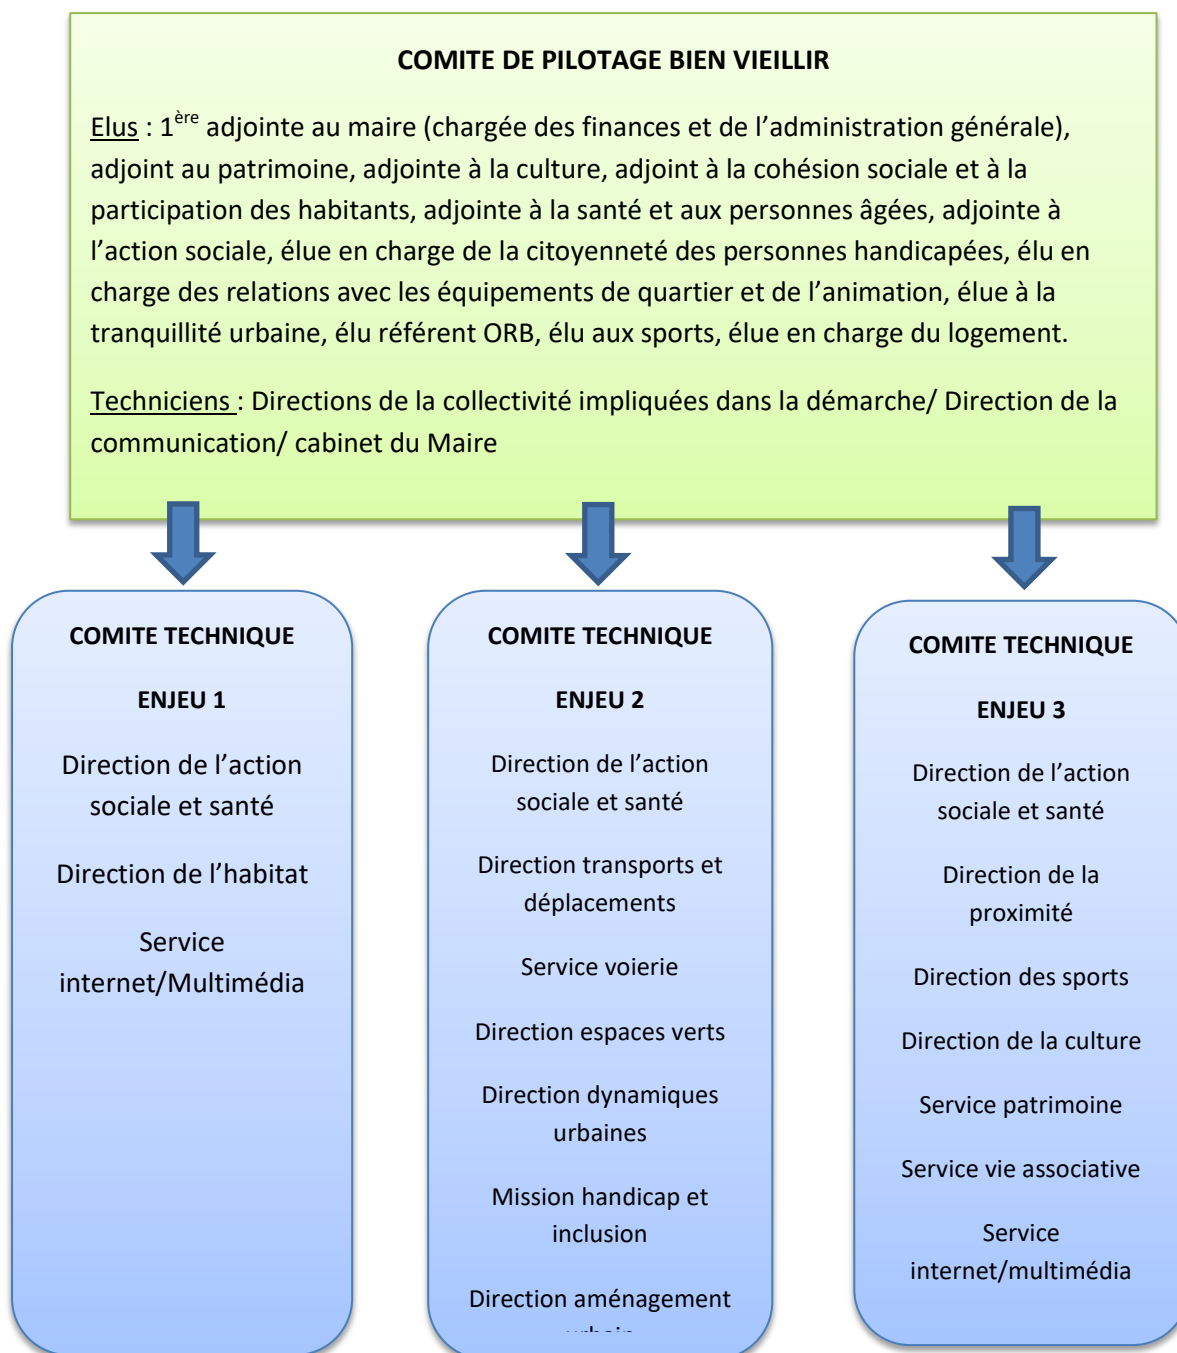 COMITE DE PILOTAGE BIEN VIEILLIR
Elus : 1ère adjointe au maire (chargée des finances et de l’administration générale),
adjoint au patrimoine, adjointe à la culture, adjoint à la cohésion sociale et à la
participation des habitants, adjointe à la santé et aux personnes âgées, adjointe à
l’action sociale, élue en charge de la citoyenneté des personnes handicapées, élu en
charge des relations avec les équipements de quartier et de l’animation, élue à la
tranquillité urbaine, élu référent ORB, élu aux sports, élue en charge du logement.
Techniciens : Directions de la collectivité impliquées dans la démarche/ Direction de la
communication/ cabinet du Maire
COMITE TECHNIQUE
ENJEU 1
Direction de l’action
sociale et santé
Direction de l’habitat
Service
internet/Multimédia
COMITE TECHNIQUE
ENJEU 2
Direction de l’action
sociale et santé
Direction transports et
déplacements
Service voierie
Direction espaces verts
Direction dynamiques
urbaines
Mission handicap et
inclusion
Direction aménagement
COMITE TECHNIQUE
ENJEU 3
Direction de l’action
sociale et santé
Direction de la
proximité
Direction des sports
Direction de la culture
Service patrimoine
Service vie associative
Service
internet/multimédia